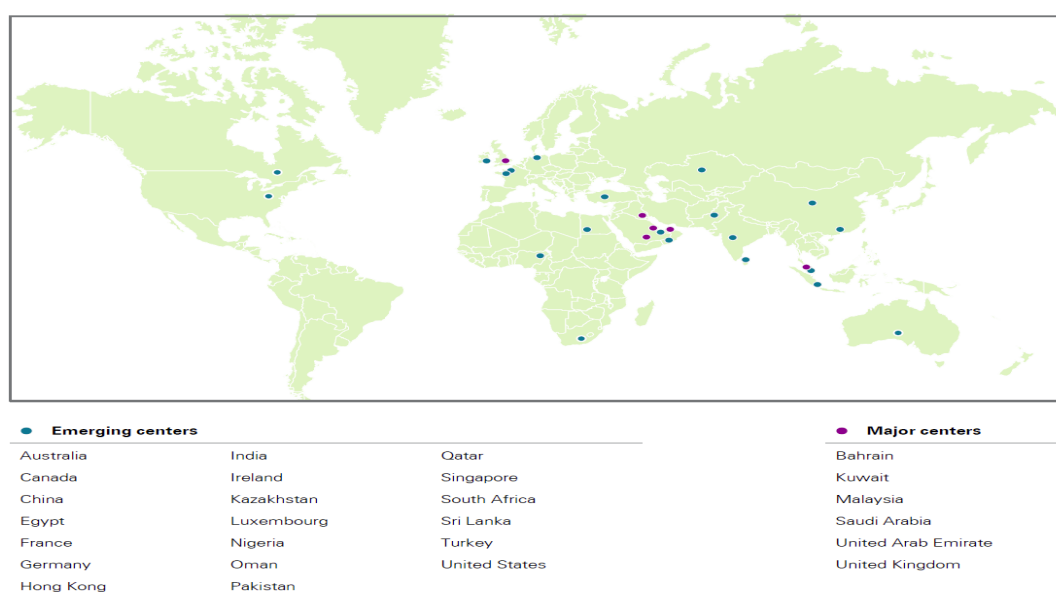 Emerging centers
Australia
Canada
China
Egypt
France
Germany
Hong Kong
India
Ireland
Kazakhstan
Luxembourg
Nigeria
Oman
Pakistan
Qatar
Singapore
South Africa
Sri Lanka
Turkey
United States
Major centers
Bahrain
Kuwait
Malaysia
Saudi Arabia
United Arab Emirate
United Kingdom